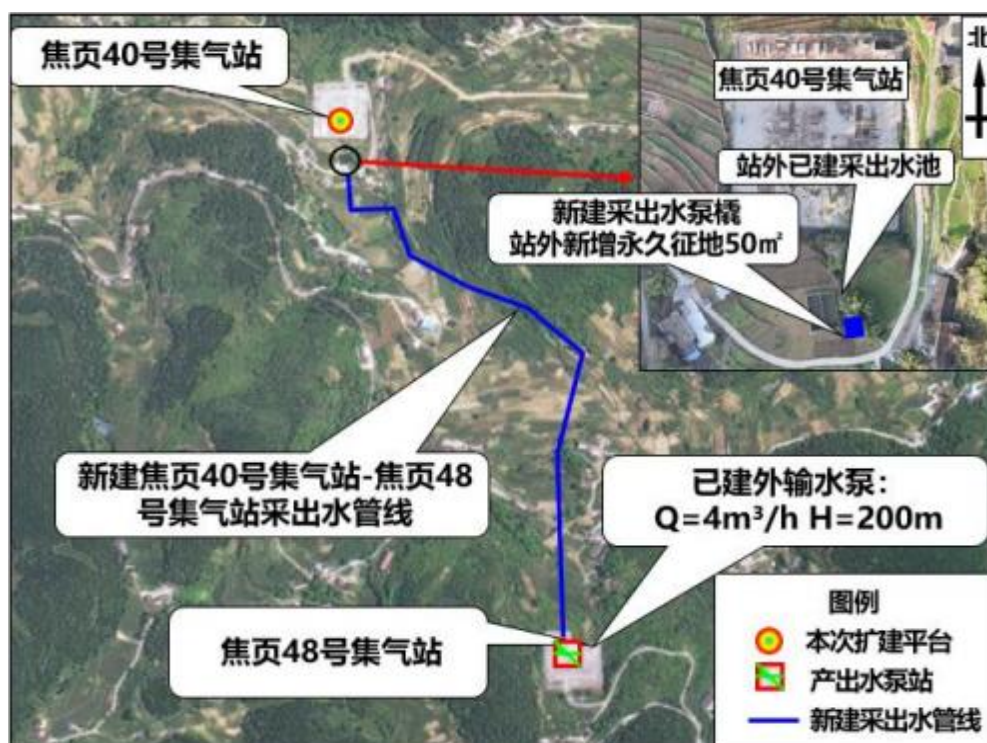 焦页40号集气站
北
焦页40号集气站
站外已建采出水池
新建采出水泵橇
站外新增永久征地50㎡
新建焦页40号集气站-焦页48
号集气站采出水管线
已建外输水泵:
Q=4m³/h H=200m
焦页48号集气站
图例
本次扩建平台
产出水泵站
新建采出水管线